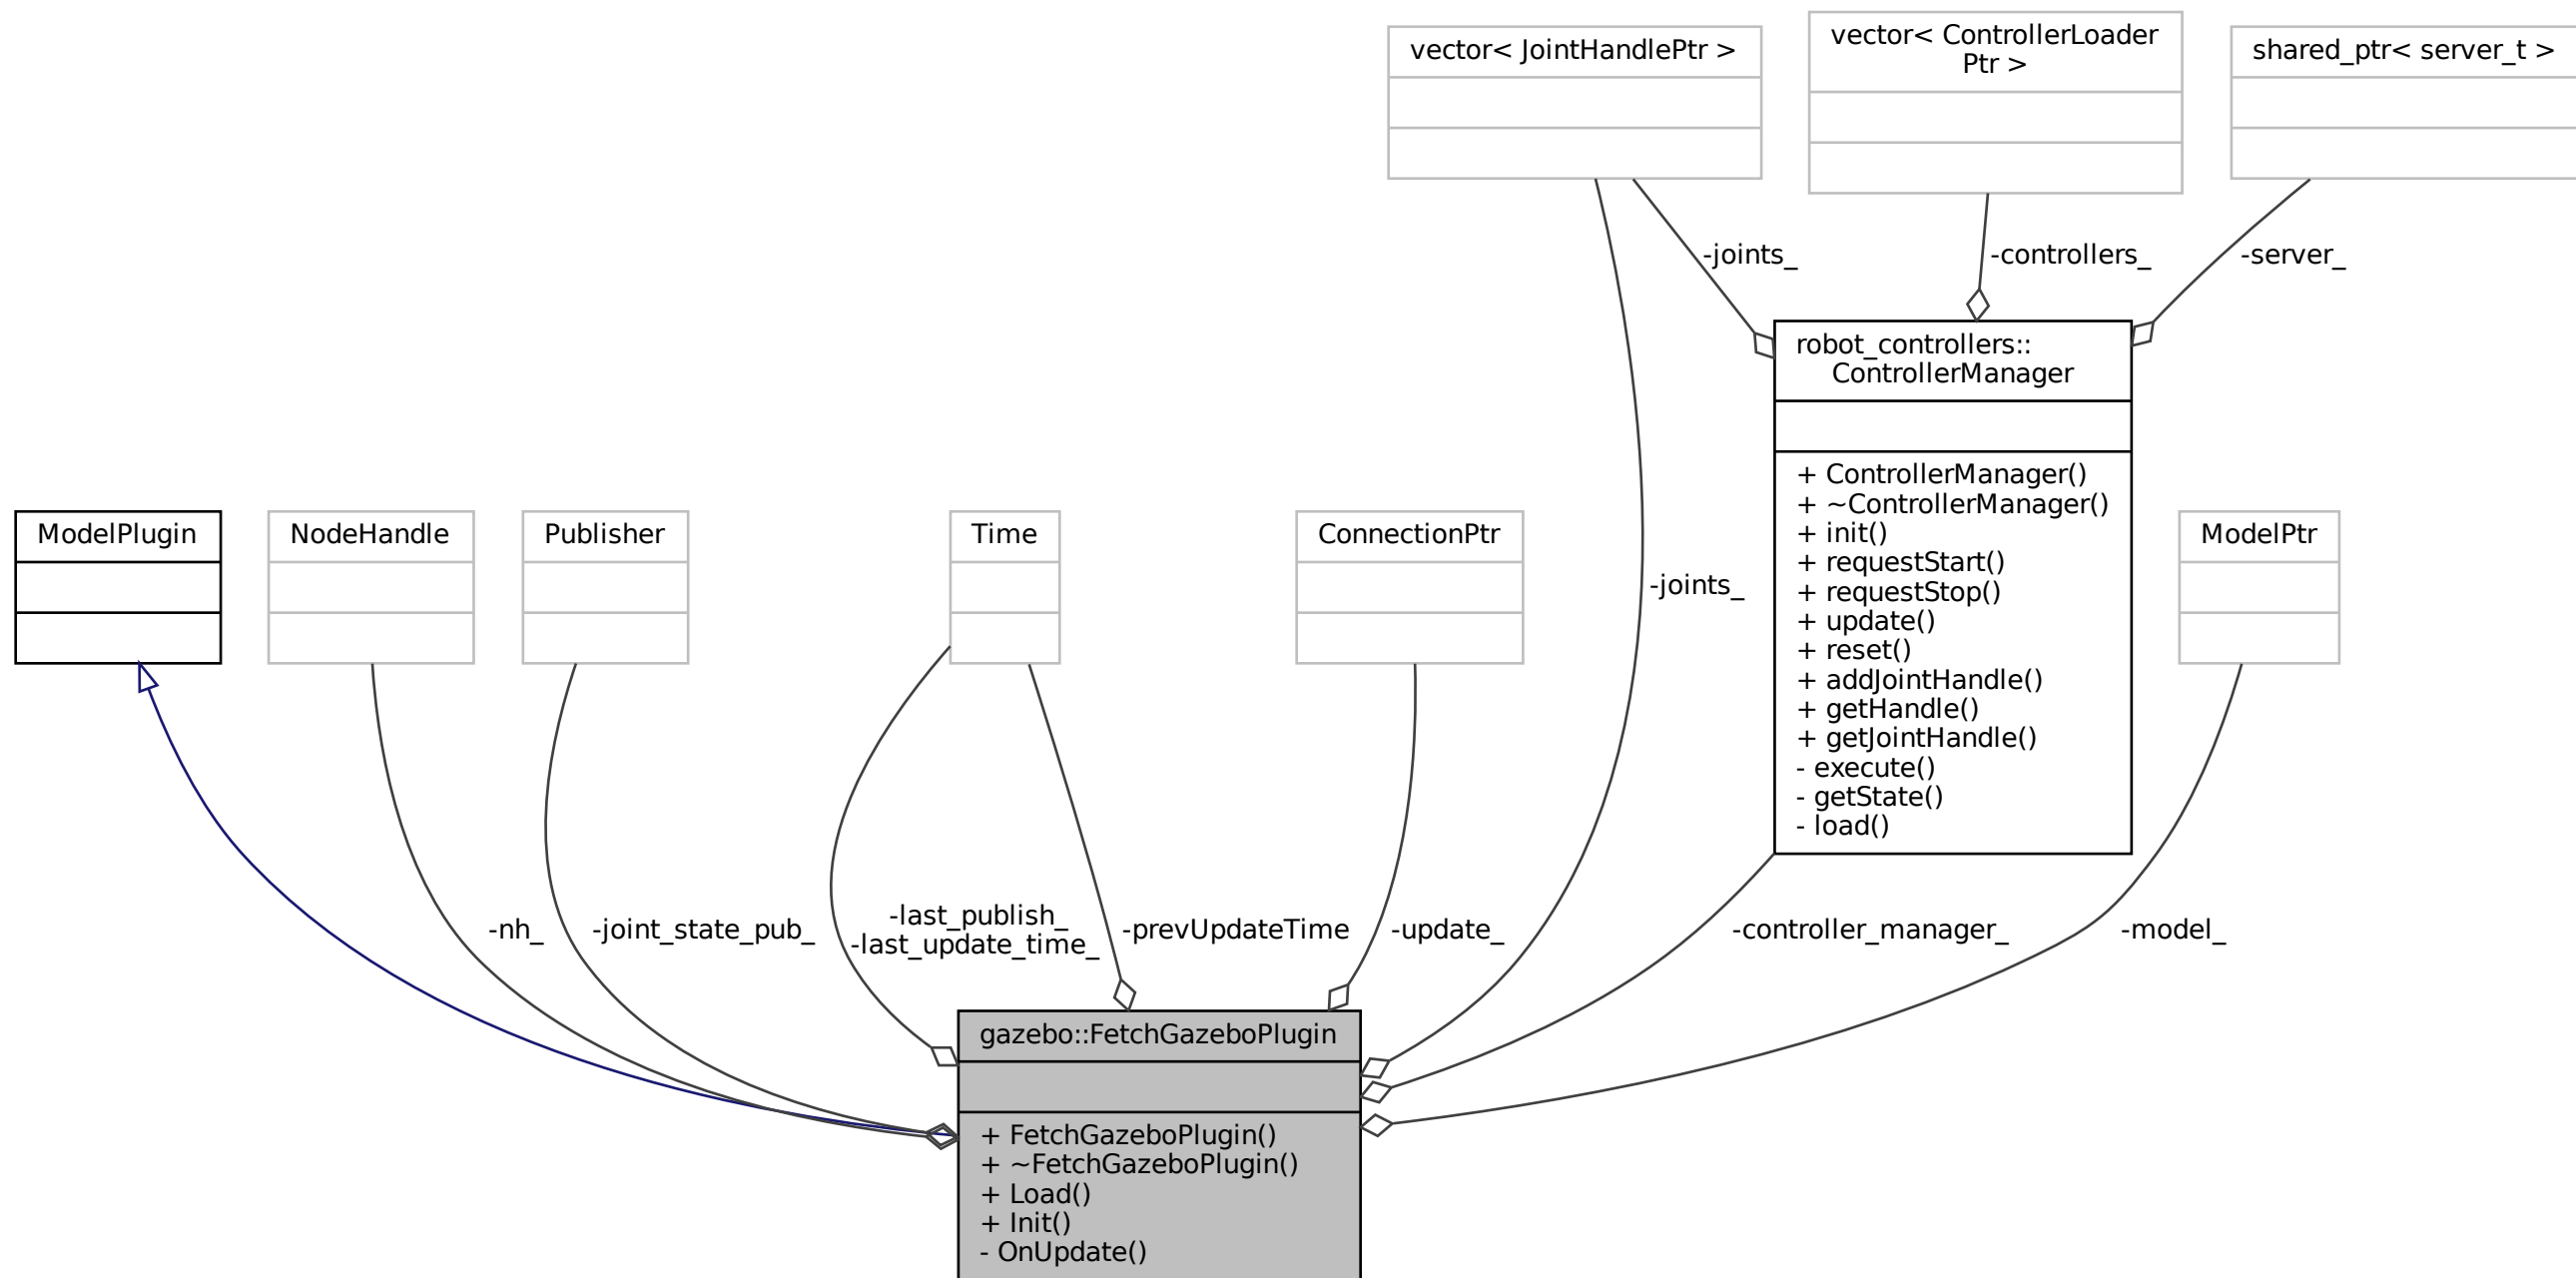 vector< JointHandlePtr >
vector< ControllerLoader
Ptr >
shared_ptr< server_t >
-joints_
-controllers_
-server_
robot_controllers::
ControllerManager
+ ControllerManager()
+ ~ControllerManager()
+ init()
+ requestStart()
+ requestStop()
+ update()
+ reset()
+ addJointHandle()
+ getHandle()
+ getJointHandle()
- execute()
- getState()
- load()
ModelPlugin
NodeHandle
Publisher
Time
ConnectionPtr
-joints_
ModelPtr
-nh_
-joint_state_pub_
-last_publish_
-last_update_time_
-prevUpdateTime
-update_
-controller_manager_
-model_
gazebo::FetchGazeboPlugin
+ FetchGazeboPlugin()
+ ~FetchGazeboPlugin()
+ Load()
+ Init()
- OnUpdate()